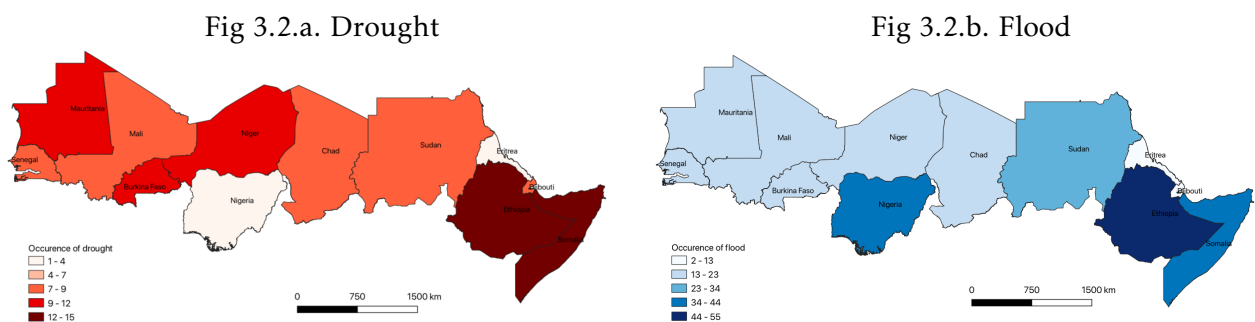 Fig 3.2.a. Drought
Mauritania
Mali
Niger
Chad
Sudan
Eritrea
Senegal
Burkina Faso
Nigeria
Djibouti
Ethiopia
Somalia
Occurence of drought
1 - 4
4 - 7
7 - 9
9 - 12
12 - 15
0 750 1500 km
Fig 3.2.b. Flood
Mauritania
Mali
Niger
Chad
Sudan
Eritrea
Senegal
Burkina Faso
Nigeria
Djibouti
Ethiopia
Somalia
Occurence of flood
2 - 13
13 - 23
23 - 34
34 - 44
44 - 55
0 750 1500 km